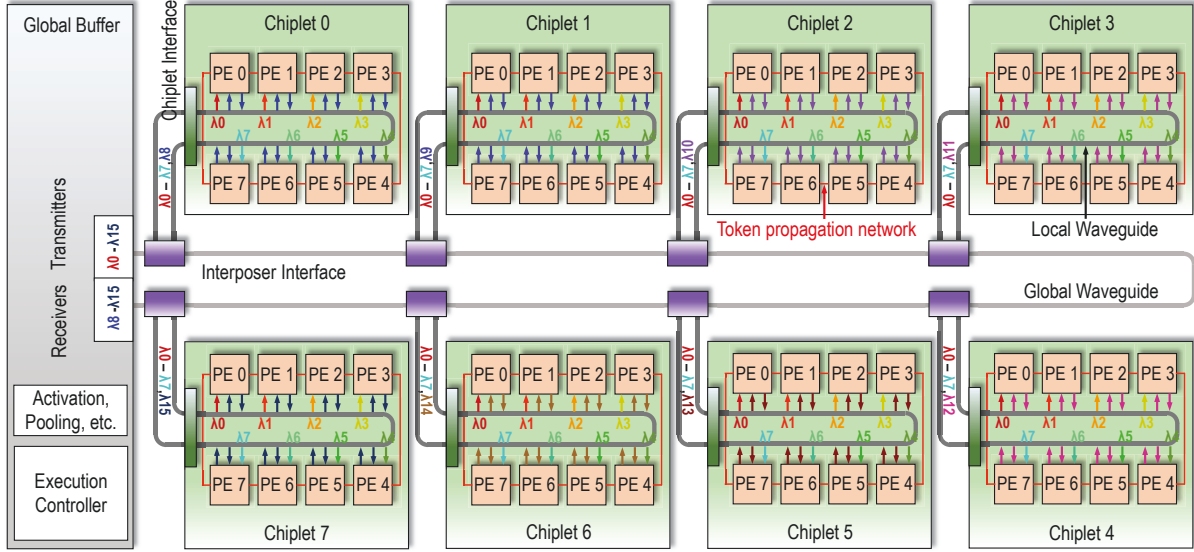 Global Buffer
Transmitters
Receivers
λ0 -λ15
λ8 -λ15
Activation,
Pooling, etc.
Execution
Controller
Chiplet Interface
Chiplet 0
PE 0 PE 1 PE 2 PE 3
λ0 λ1 λ2 λ3
λ7 λ6 λ5
PE 7 PE 6 PE 5 PE 4
λ0 - λ7,λ8
Chiplet 1
PE 0 PE 1 PE 2 PE 3
λ0 λ1 λ2 λ3
λ7 λ6 λ5
PE 7 PE 6 PE 5 PE 4
λ0 - λ7,λ9
Chiplet 2
PE 0 PE 1 PE 2 PE 3
λ0 λ1 λ2 λ3
λ7 λ6 λ5
PE 7 PE 6 PE 5 PE 4
λ0 - λ7,λ10
Token propagation network
Chiplet 3
PE 0 PE 1 PE 2 PE 3
λ0 λ1 λ2 λ3
λ7 λ6 λ5
PE 7 PE 6 PE 5 PE 4
λ0 - λ7,λ11
Local Waveguide
Interposer Interface
Global Waveguide
λ0 - λ7,λ15
PE 0 PE 1 PE 2 PE 3
λ0 λ1 λ2 λ3
λ7 λ6 λ5
PE 7 PE 6 PE 5 PE 4
Chiplet 7
λ0 - λ7,λ14
PE 0 PE 1 PE 2 PE 3
λ0 λ1 λ2 λ3
λ7 λ6 λ5
PE 7 PE 6 PE 5 PE 4
Chiplet 6
λ0 - λ7,λ13
PE 0 PE 1 PE 2 PE 3
λ0 λ1 λ2 λ3
λ7 λ6 λ5
PE 7 PE 6 PE 5 PE 4
Chiplet 5
λ0 - λ7,λ12
PE 0 PE 1 PE 2 PE 3
λ0 λ1 λ2 λ3
λ7 λ6 λ5
PE 7 PE 6 PE 5 PE 4
Chiplet 4